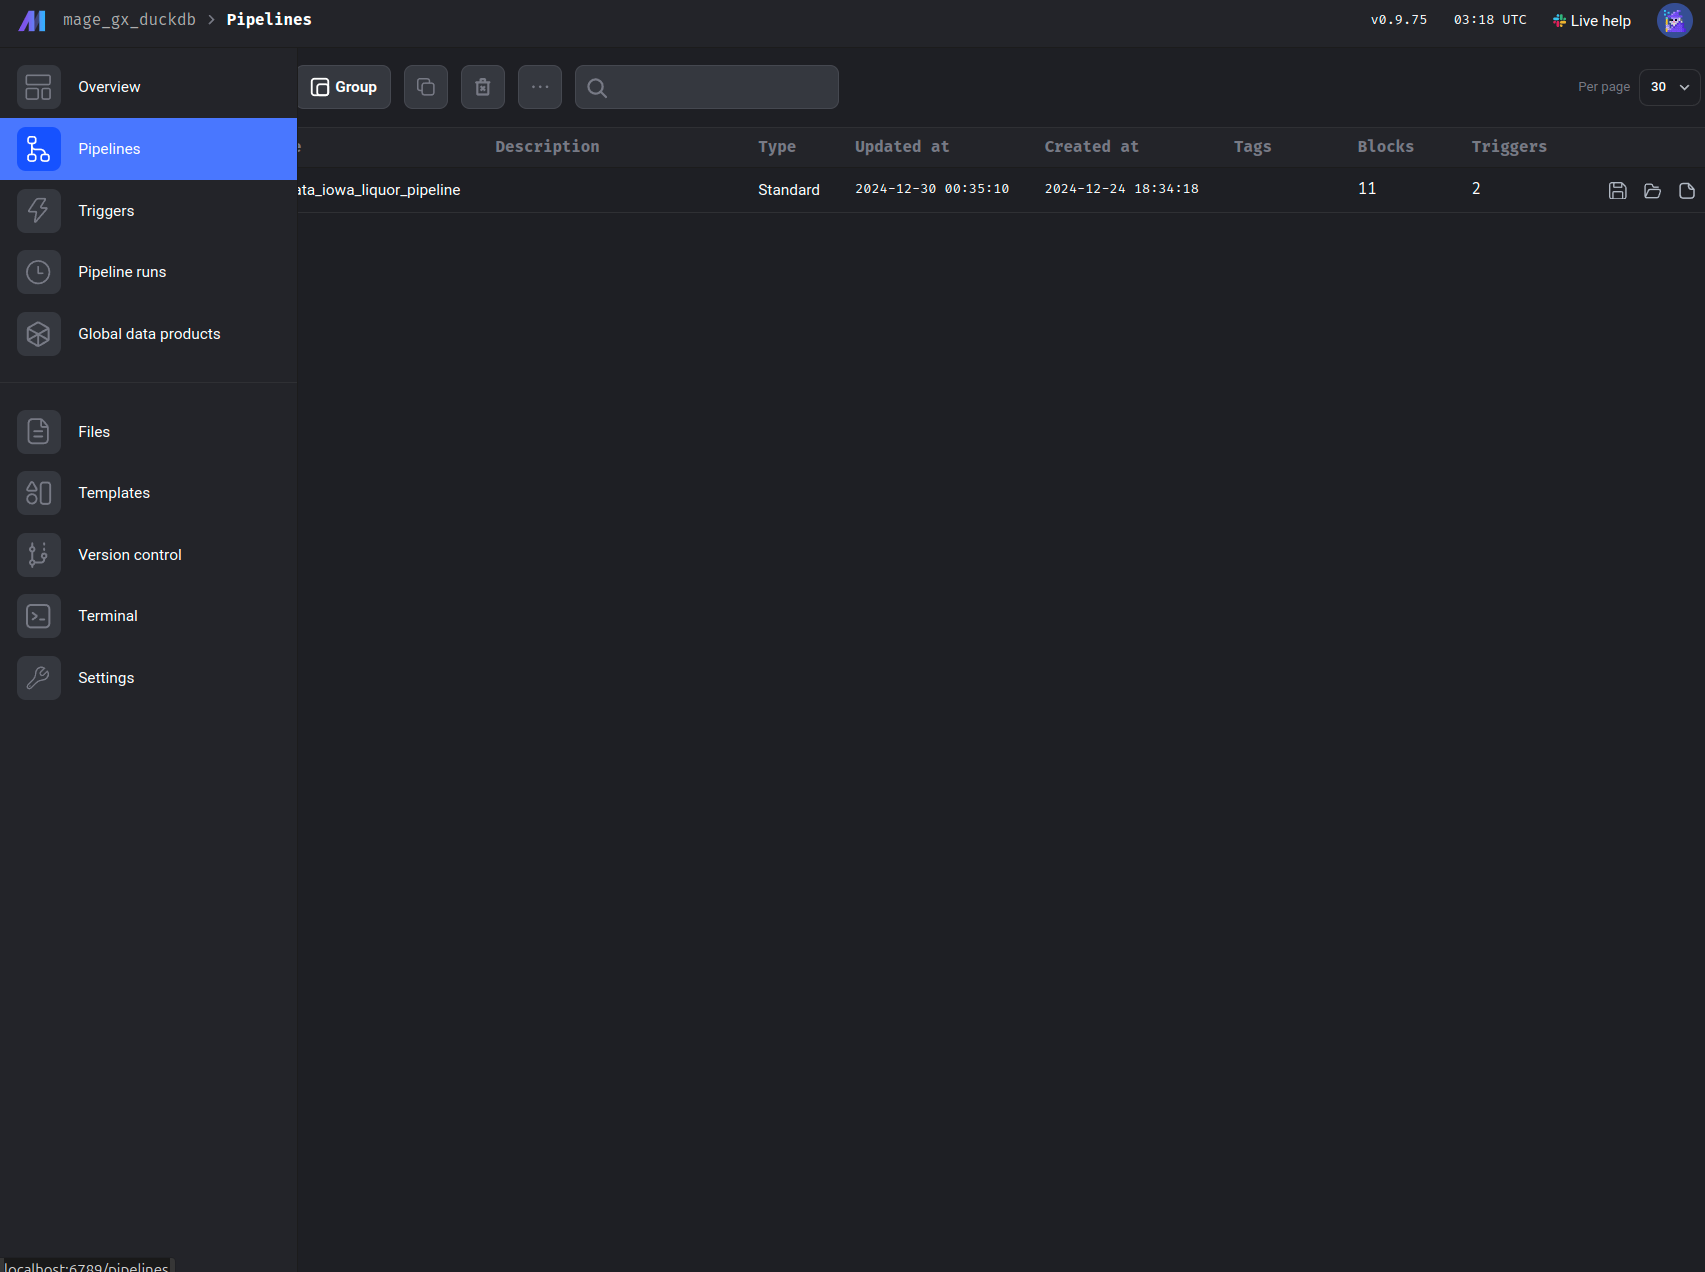 mage_gx_duckdb > Pipelines
v0.9.75 03:18 UTC Live help
Overview
Group
Per page 30
Pipelines
Description Type Updated at Created at Tags Blocks Triggers
ata_iowa_liquor_pipeline Standard 2024-12-30 00:35:10 2024-12-24 18:34:18 11 2
Triggers
Pipeline runs
Global data products
Files
Templates
Version control
Terminal
Settings
localhost:6789/pipelines